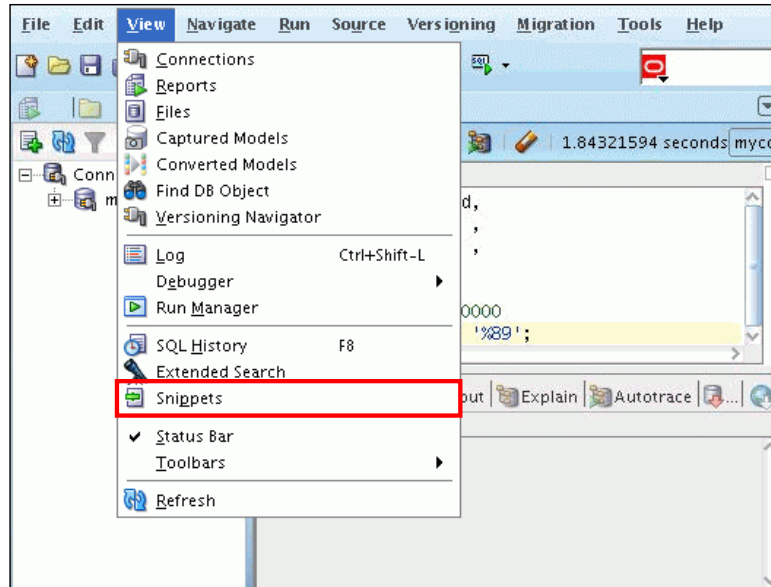 File Edit View Navigate Run Source Versioning Migration Tools Help
Connections
Reports
Files
Captured Models
Converted Models
Find DB Object
Versioning Navigator
Log Ctrl+Shift-L
Debugger
Run Manager
SQL History F8
Extended Search
Snippets
Status Bar
Toolbars
Refresh
SQL
1.84321594 seconds myco
Conn
m
d,
,
,
0000
'%89';
out Explain Autotrace ...